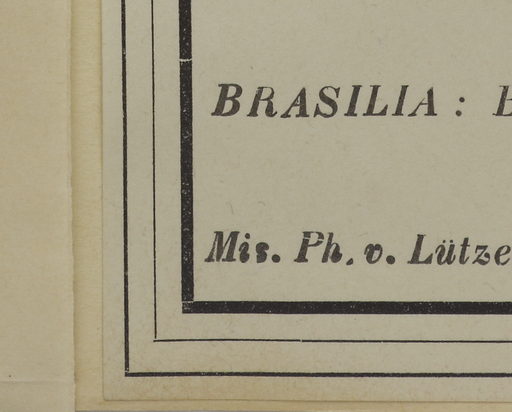 BRASILIA :
Mis. Ph. v. Lütze